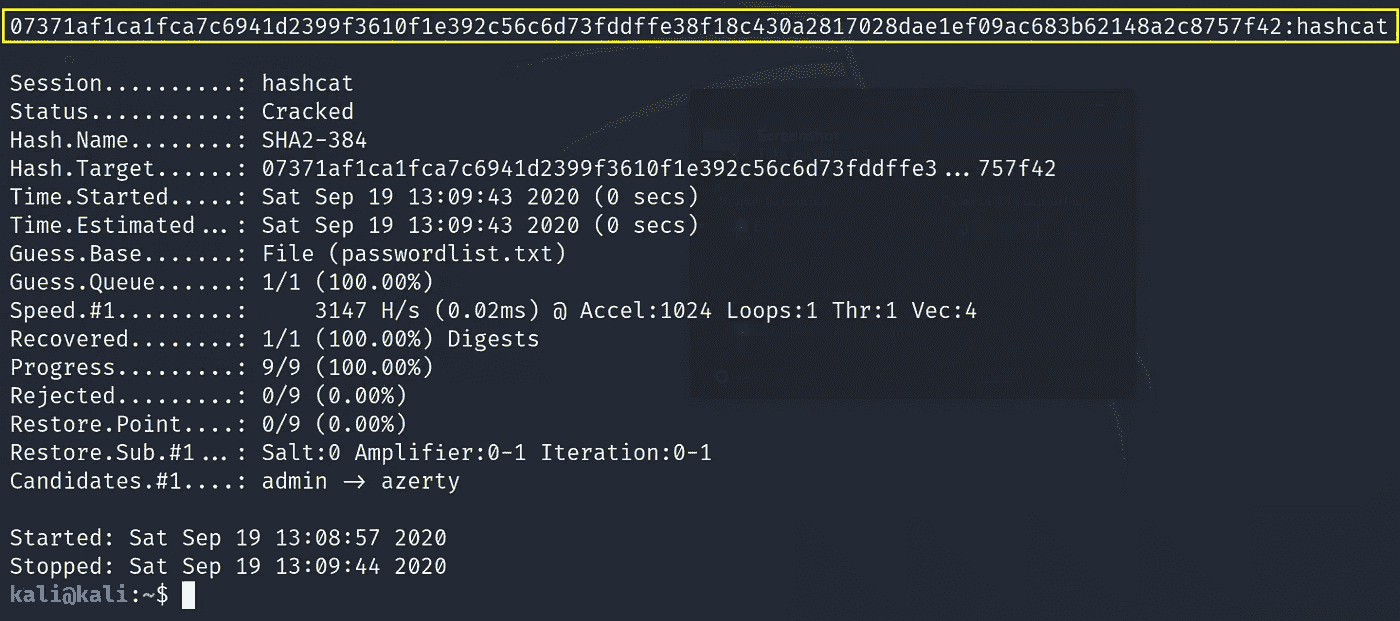 07371af1ca1fca7c6941d2399f3610f1e392c56c6d73fddffe38f18c430a2817028dae1ef09ac683b62148a2c8757f42:hashcat
Session..........: hashcat
Status...........: Cracked
Hash.Name........: SHA2-384
Hash.Target......: 07371af1ca1fca7c6941d2399f3610f1e392c56c6d73fddffe3...757f42
Time.Started.....: Sat Sep 19 13:09:43 2020 (0 secs)
Time.Estimated...: Sat Sep 19 13:09:43 2020 (0 secs)
Guess.Base.......: File (passwordlist.txt)
Guess.Queue......: 1/1 (100.00%)
Speed.#1.........:     3147 H/s (0.02ms) @ Accel:1024 Loops:1 Thr:1 Vec:4
Recovered........: 1/1 (100.00%) Digests
Progress.........: 9/9 (100.00%)
Rejected.........: 0/9 (0.00%)
Restore.Point....: 0/9 (0.00%)
Restore.Sub.#1...: Salt:0 Amplifier:0-1 Iteration:0-1
Candidates.#1....: admin -> azerty
Started: Sat Sep 19 13:08:57 2020
Stopped: Sat Sep 19 13:09:44 2020
kali@kali:~$